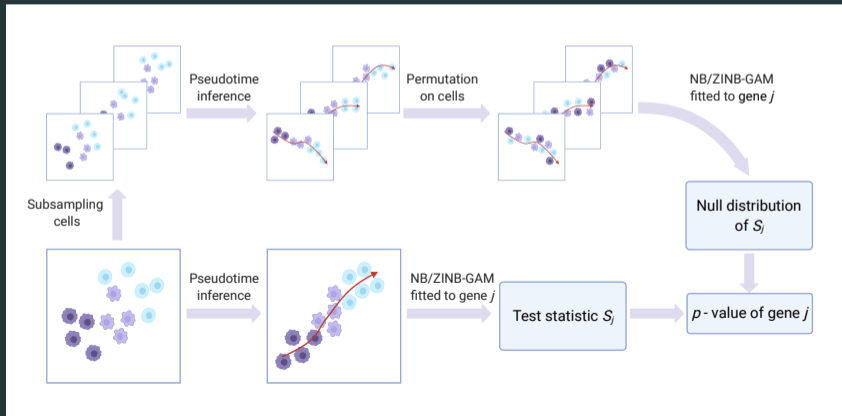 Pseudotime
inference
Permutation
on cells
NB/ZINB-GAM
fitted to gene j
Subsampling
cells
Null distribution
of Sj
Pseudotime
inference
NB/ZINB-GAM
fitted to gene j
Test statistic Sj
p - value of gene j